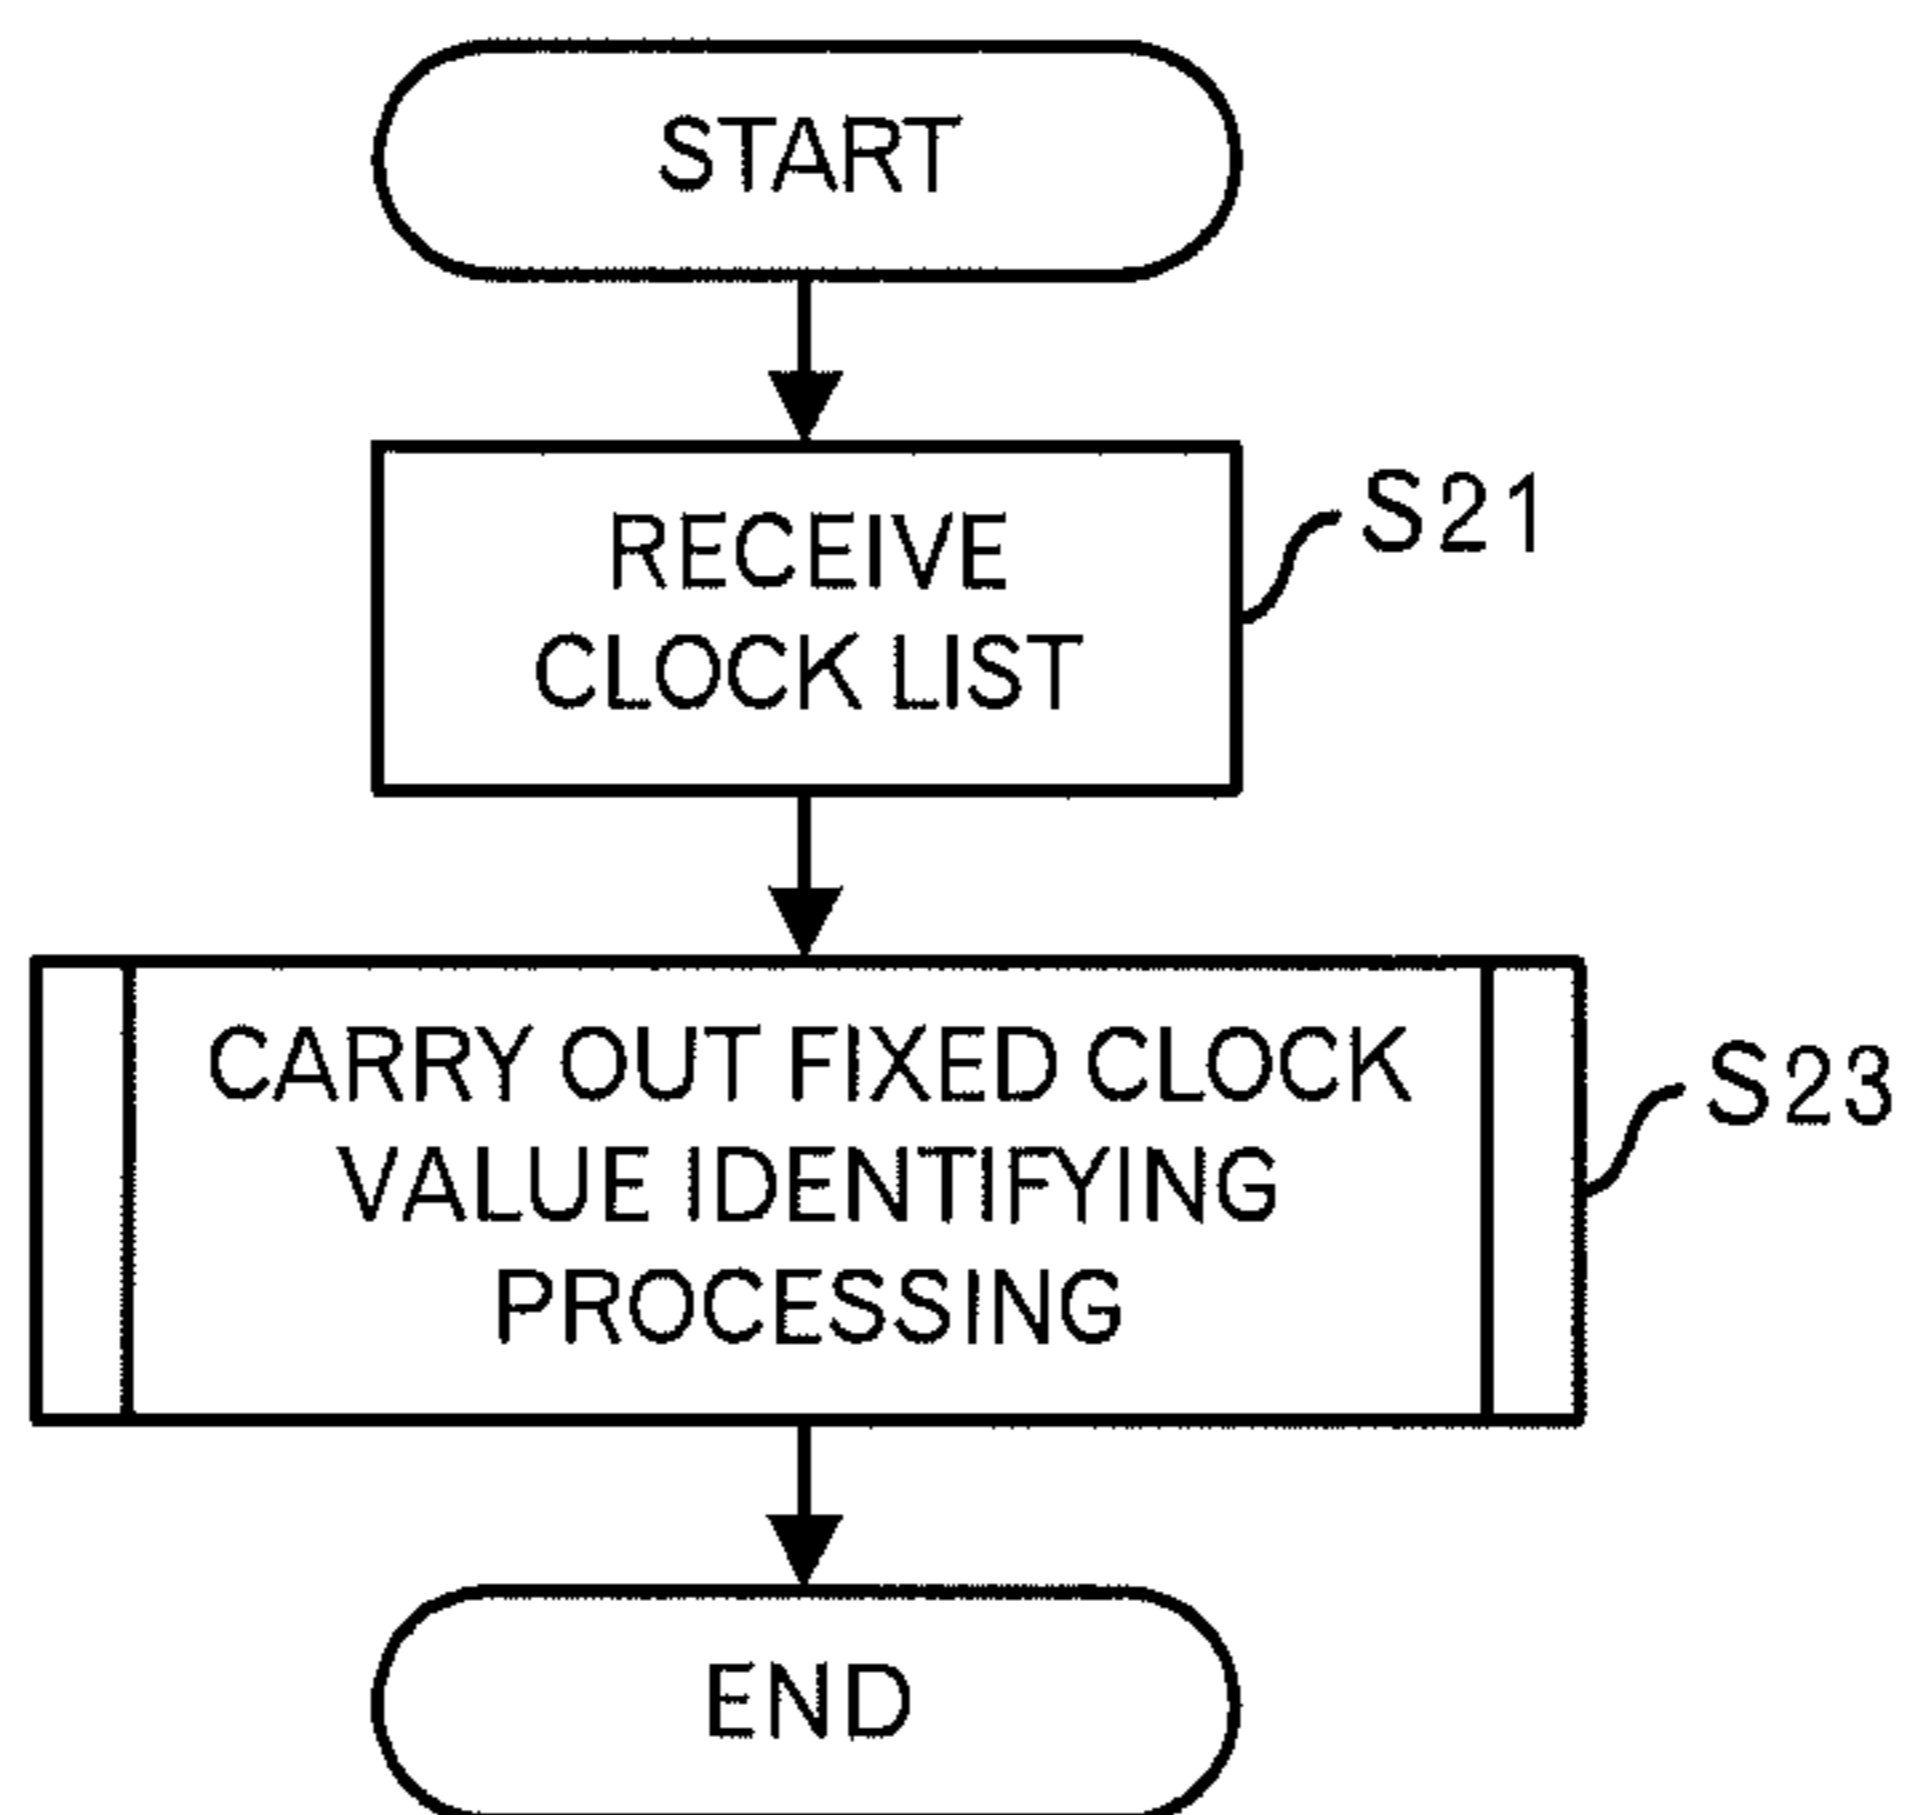 START
RECEIVE
CLOCK LIST
S21
CARRY OUT FIXED CLOCK
VALUE IDENTIFYING
PROCESSING
S23
END